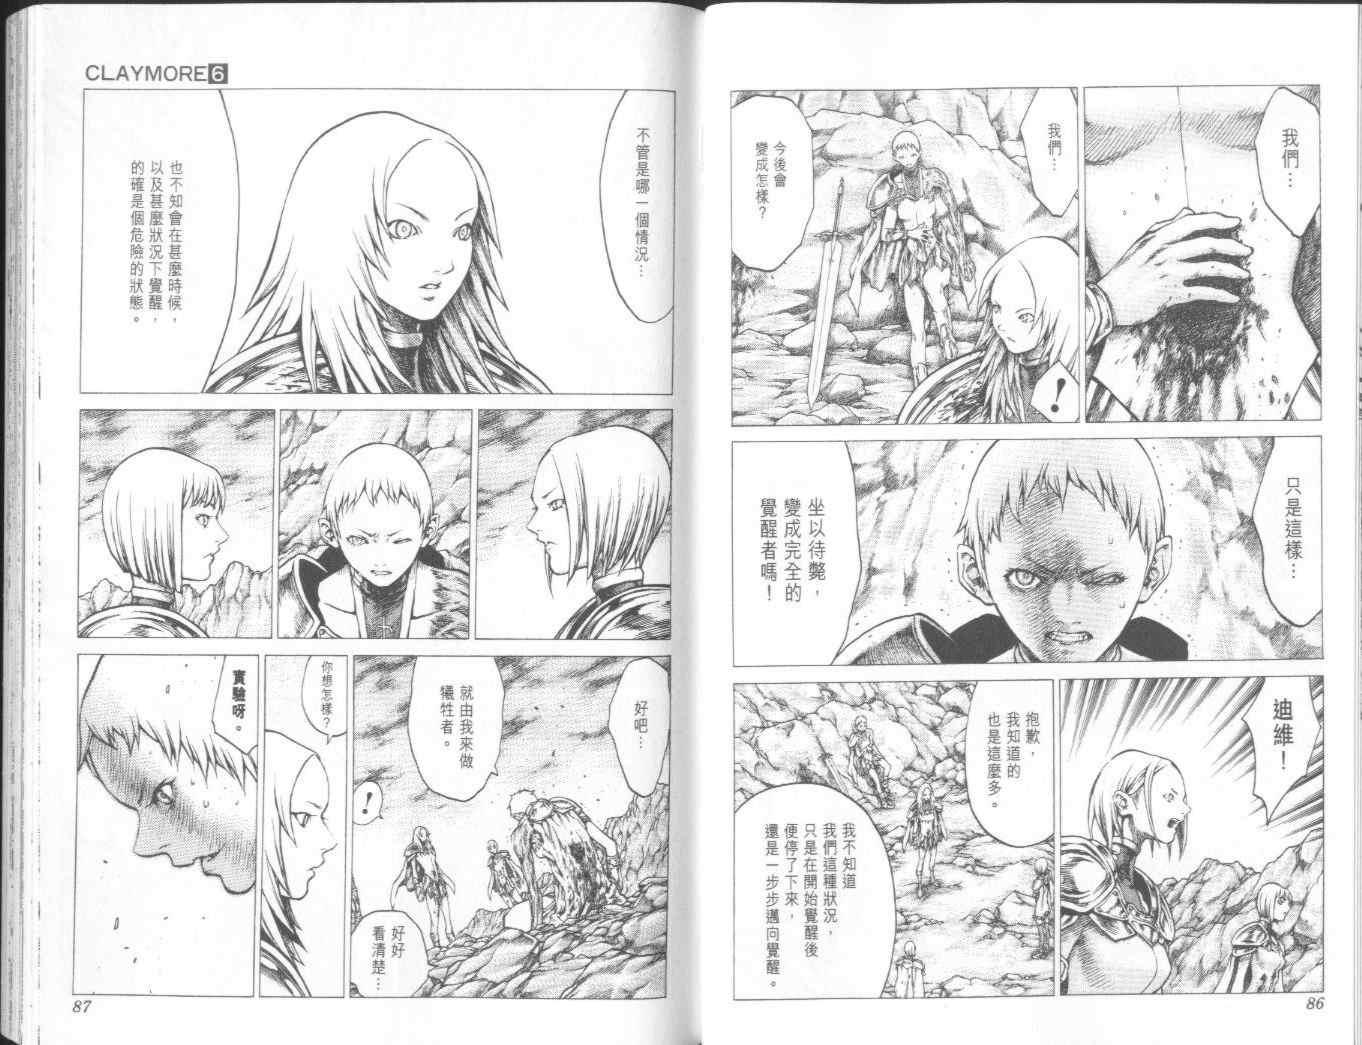 我們…
我們…
今後會
變成怎樣？
！
只是這樣…
坐以待斃，
變成完全的
覺醒者嗎！
迪維！
抱歉，
我知道的
也是這麼多。
我不知道
我們這種狀況，
只是在開始覺醒後
便停了下來，
還是一步步邁向覺醒。
86
CLAYMORE6
不管是哪一個情況…
也不知會在甚麼時候，
以及甚麼狀況下覺醒，
的確是個危險的狀態。
好吧…
就由我來做
犧牲者。
！
好好
看清楚…
你想怎樣？
實驗呀。
87